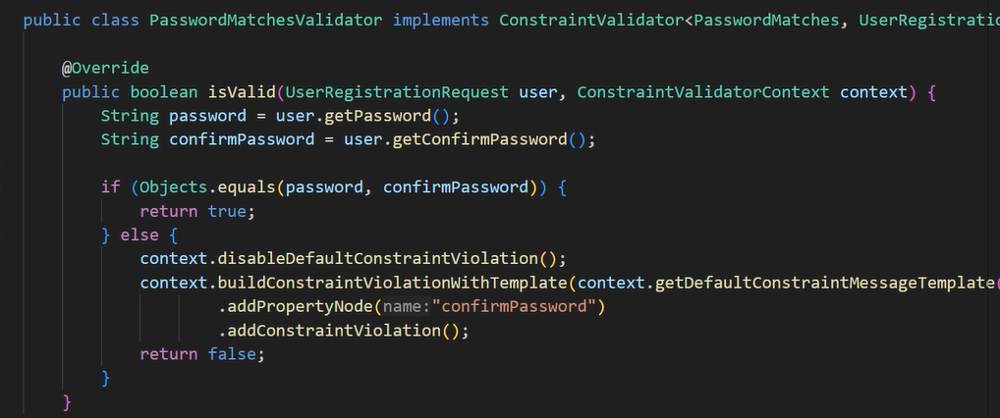 public class PasswordMatchesValidator implements ConstraintValidator<PasswordMatches,
@Override
public boolean isValid(UserRegistrationRequest user, ConstraintValidatorContext context) {
String password = user.getPassword();
String confirmPassword = user.getConfirmPassword();
if (Objects.equals(password, confirmPassword)) {
return true;
} else {
context.disableDefaultConstraintViolation();
context.buildConstraintViolationWithTemplate(context.getDefaultConstraintMessageTemplate(
.addPropertyNode(name:"confirmPassword")
.addConstraintViolation();
return false;
}
}